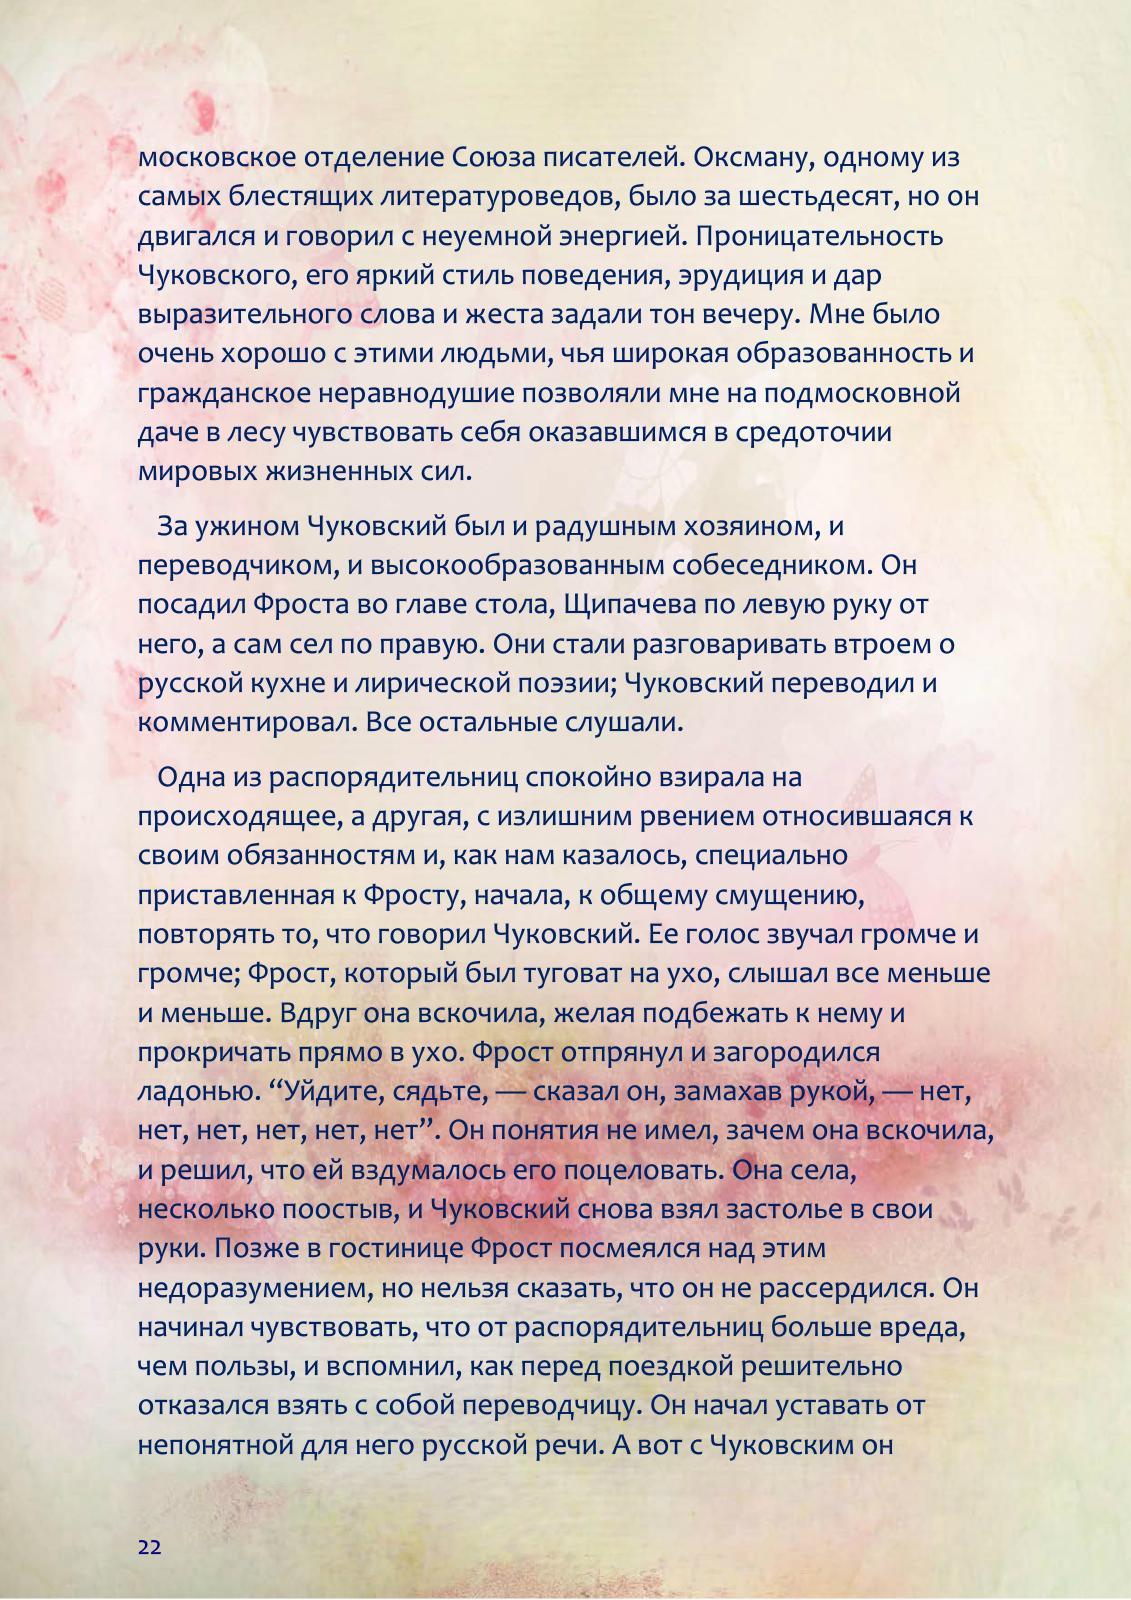 московское отделение Союза писателей. Оксману, одному из
самых блестящих литературоведов, было за шестьдесят, но он
двигался и говорил с неуемной энергией. Проницательность
Чуковского, его яркий стиль поведения, эрудиция и дар
выразительного слова и жеста задали тон вечеру. Мне было
очень хорошо с этими людьми, чья широкая образованность и
гражданское неравнодушие позволяли мне на подмосковной
даче в лесу чувствовать себя оказавшимся в средоточии
мировых жизненных сил.
За ужином Чуковский был и радушным хозяином, и
переводчиком, и высокообразованным собеседником. Он
посадил Фроста во главе стола, Щипачева по левую руку от
него, а сам сел по правую. Они стали разговаривать втроем о
русской кухне и лирической поэзии; Чуковский переводил и
комментировал. Все остальные слушали.
Одна из распорядительниц спокойно взирала на
происходящее, а другая, с излишним рвением относившаяся к
своим обязанностям и, как нам казалось, специально
приставленная к Фросту, начала, к общему смущению,
повторять то, что говорил Чуковский. Ее голос звучал громче и
громче; Фрост, который был туговат на ухо, слышал все меньше
и меньше. Вдруг она вскочила, желая подбежать к нему и
прокричать прямо в ухо. Фрост отпрянул и загородился
ладонью. “Уйдите, сядьте, — сказал он, замахав рукой, — нет,
нет, нет, нет, нет, нет”. Он понятия не имел, зачем она вскочила,
и решил, что ей вздумалось его поцеловать. Она села,
несколько поостыв, и Чуковский снова взял застолье в свои
руки. Позже в гостинице Фрост посмеялся над этим
недоразумением, но нельзя сказать, что он не рассердился. Он
начинал чувствовать, что от распорядительниц больше вреда,
чем пользы, и вспомнил, как перед поездкой решительно
отказался взять с собой переводчицу. Он начал уставать от
непонятной для него русской речи. А вот с Чуковским он
22